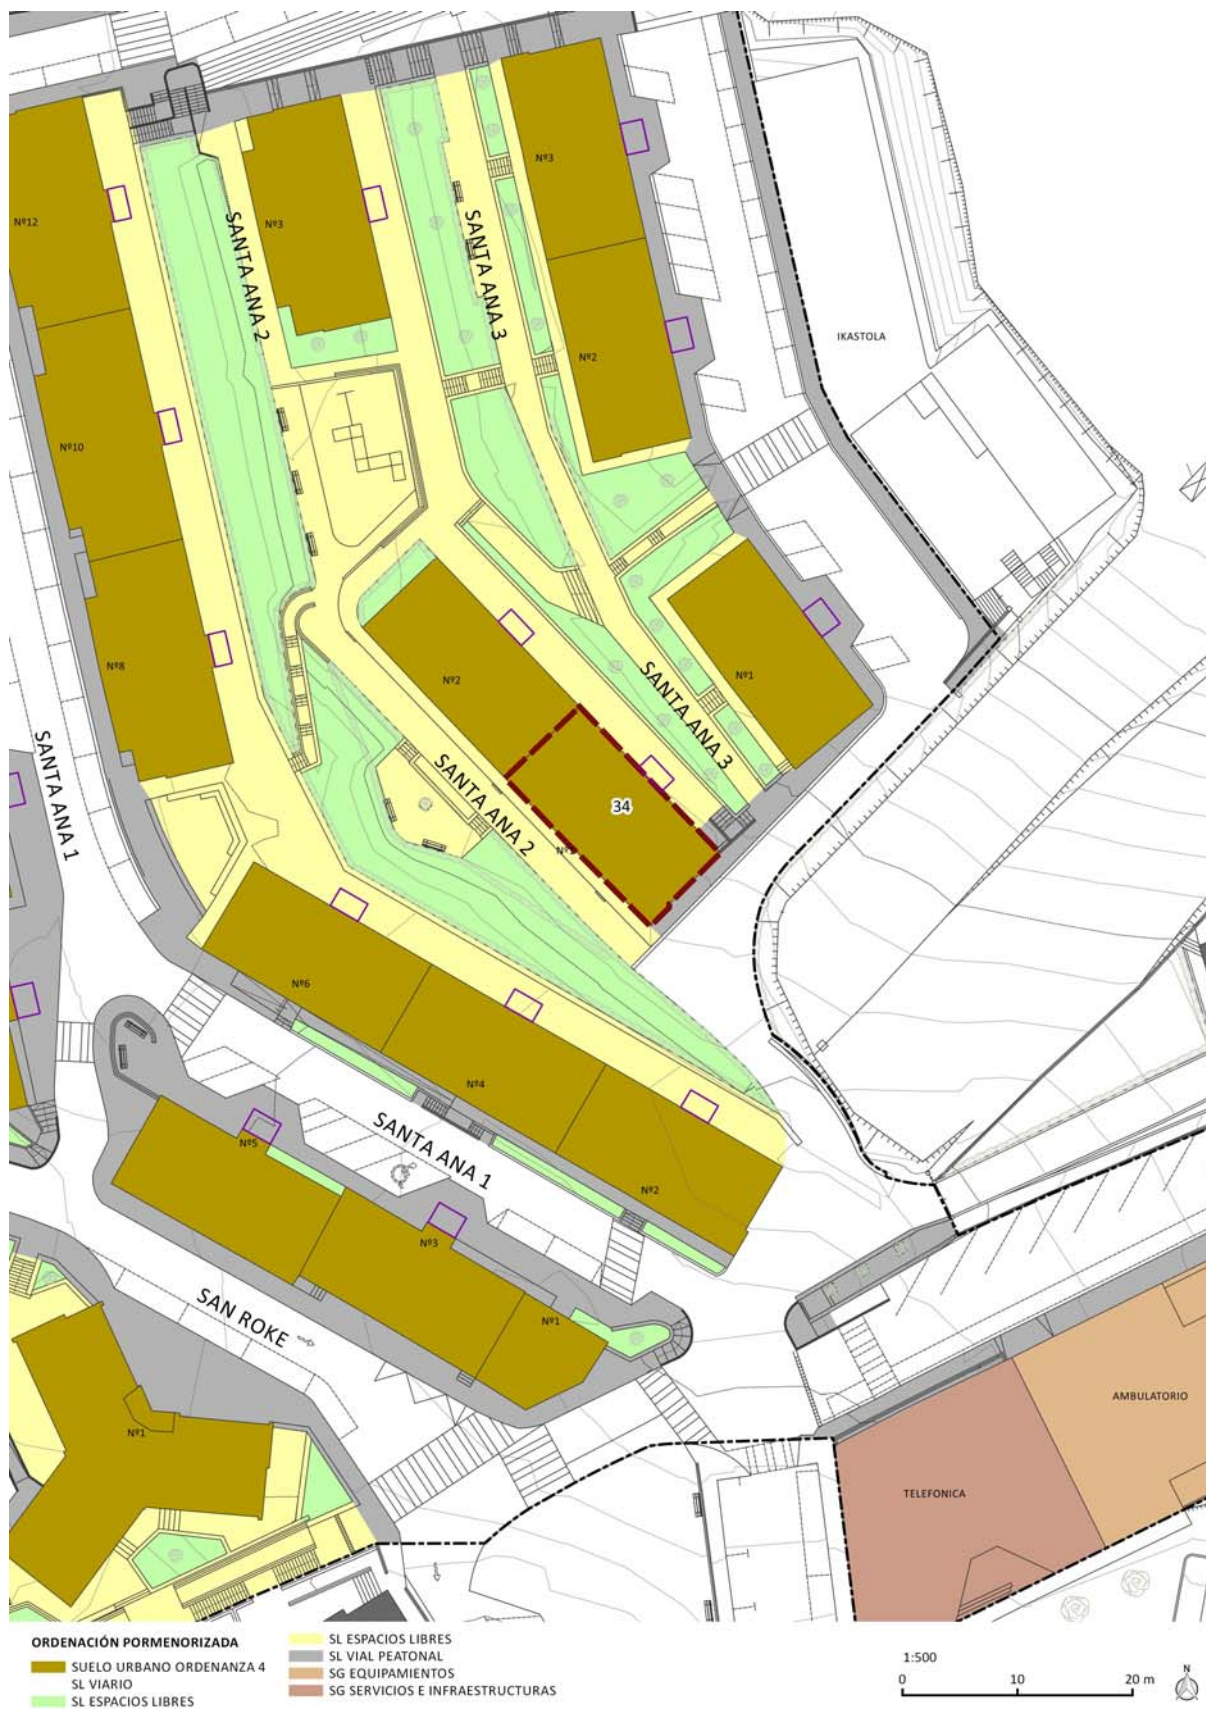 Nº12
Nº3
Nº3
SANTA ANA 2
SANTA ANA 3
IKASTOLA
Nº2
Nº10
Nº8
Nº2
Nº1
SANTA ANA 3
SANTA ANA 1
SANTA ANA 2
34
Nº1
Nº6
Nº4
SANTA ANA 1
Nº5
Nº2
Nº3
SAN ROKE
Nº1
AMBULATORIO
Nº1
TELEFONICA
ORDENACIÓN PORMENORIZADA
SUELO URBANO ORDENANZA 4
SL VIARIO
SL ESPACIOS LIBRES
SL ESPACIOS LIBRES
SL VIAL PEATONAL
SG EQUIPAMIENTOS
SG SERVICIOS E INFRAESTRUCTURAS
1:500
0 10 20 m
N